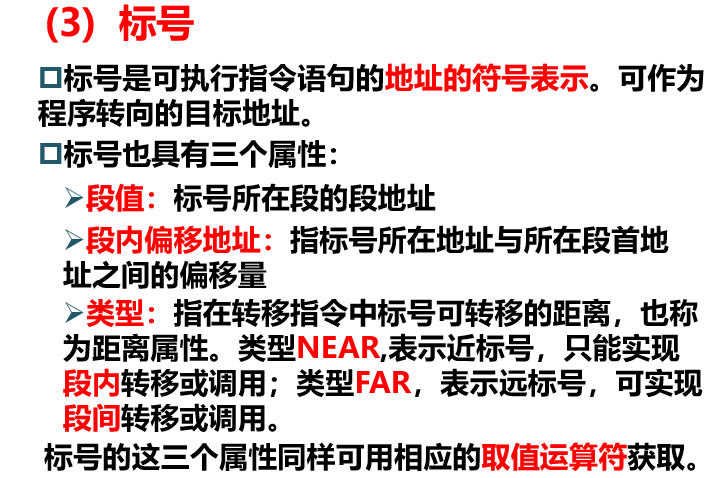 (3) 标号
标号是可执行指令语句的地址的符号表示。可作为
程序转向的目标地址。
标号也具有三个属性：
段值：标号所在段的段地址
段内偏移地址：指标号所在地址与所在段首地
址之间的偏移量
类型：指在转移指令中标号可转移的距离，也称
为距离属性。类型NEAR,表示近标号，只能实现
段内转移或调用；类型FAR，表示远标号，可实现
段间转移或调用。
标号的这三个属性同样可用相应的取值运算符获取。